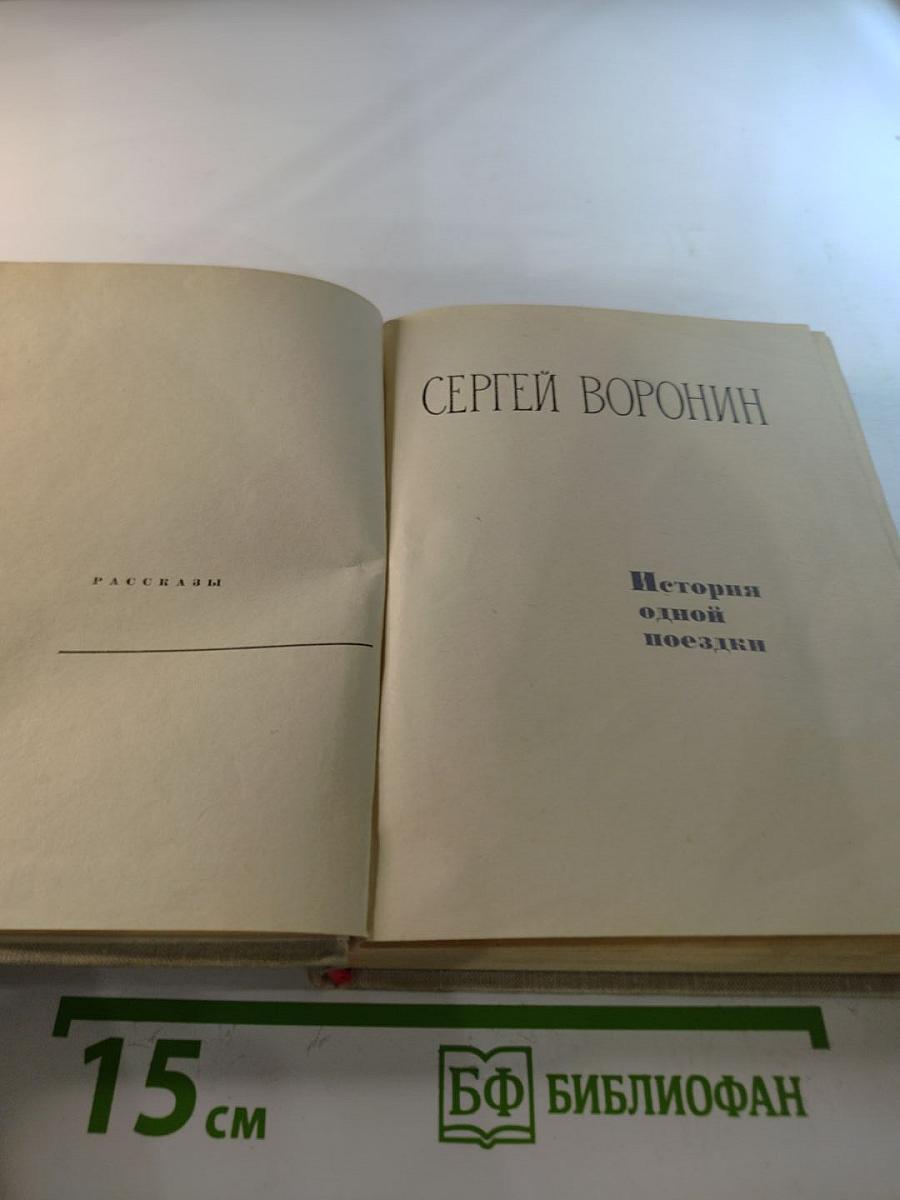 РАССКАЗЫ
СЕРГЕЙ ВОРОНИН
История
одной
поездки
15 см
БФ БИБЛИОФАН